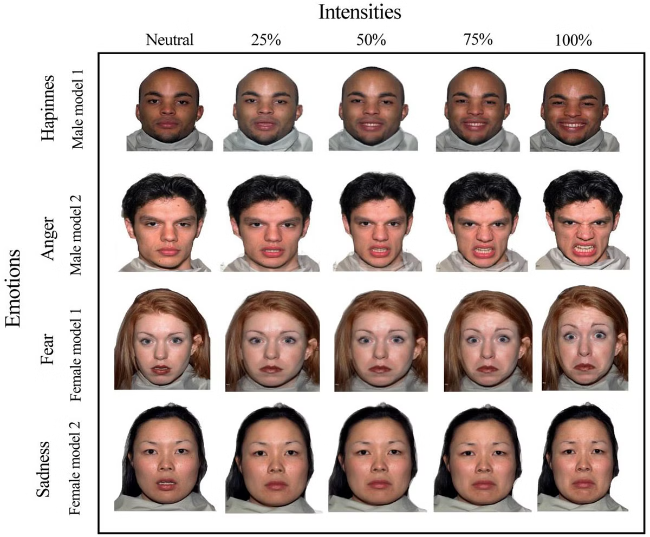 Intensities
Neutral 25% 50% 75% 100%
Emotions
Hapinnes
Male model 1
Anger
Male model 2
Fear
Female model 1
Sadness
Female model 2